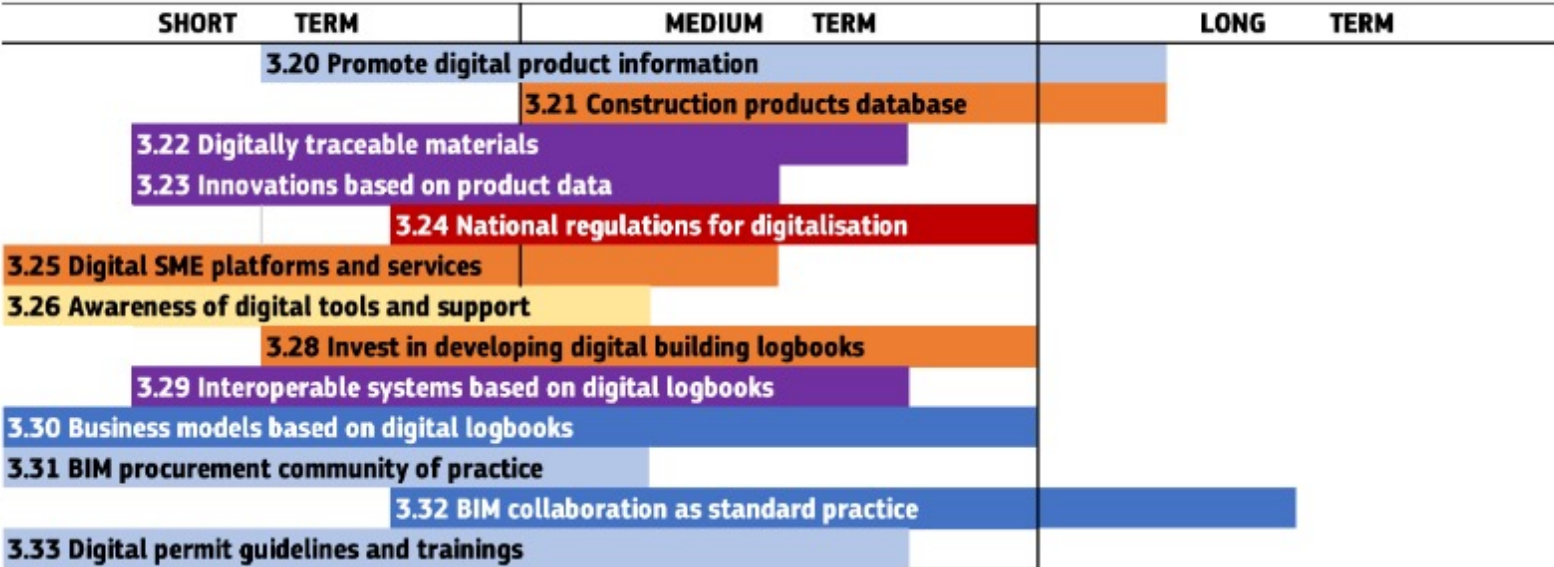 SHORT TERM MEDIUM TERM LONG TERM
3.20 Promote digital product information
3.21 Construction products database
3.22 Digitally traceable materials
3.23 Innovations based on product data
3.24 National regulations for digitalisation
3.25 Digital SME platforms and services
3.26 Awareness of digital tools and support
3.28 Invest in developing digital building logbooks
3.29 Interoperable systems based on digital logbooks
3.30 Business models based on digital logbooks
3.31 BIM procurement community of practice
3.32 BIM collaboration as standard practice
3.33 Digital permit guidelines and trainings